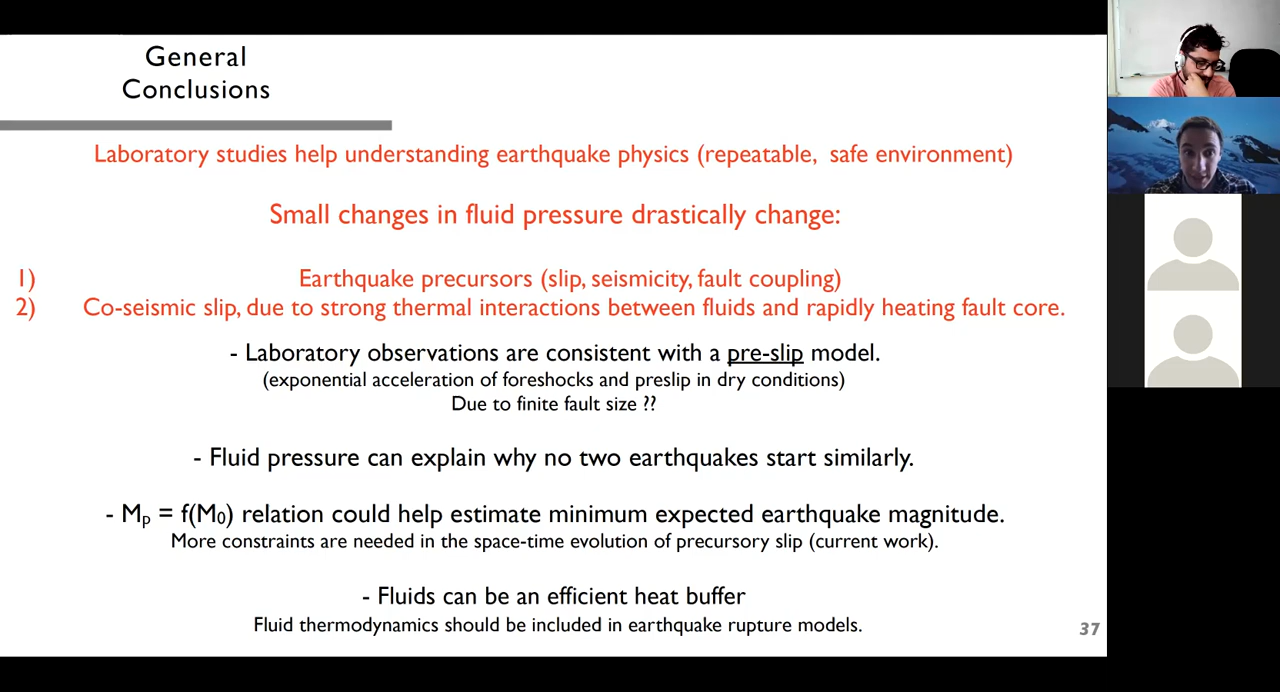 General
Conclusions
Laboratory studies help understanding earthquake physics (repeatable, safe environment)
Small changes in fluid pressure drastically change:
1) Earthquake precursors (slip, seismicity, fault coupling)
2) Co-seismic slip, due to strong thermal interactions between fluids and rapidly heating fault core.
- Laboratory observations are consistent with a pre-slip model.
(exponential acceleration of foreshocks and preslip in dry conditions)
Due to finite fault size ??
- Fluid pressure can explain why no two earthquakes start similarly.
- Mₚ = f(M₀) relation could help estimate minimum expected earthquake magnitude.
More constraints are needed in the space-time evolution of precursory slip (current work).
- Fluids can be an efficient heat buffer
Fluid thermodynamics should be included in earthquake rupture models.
37